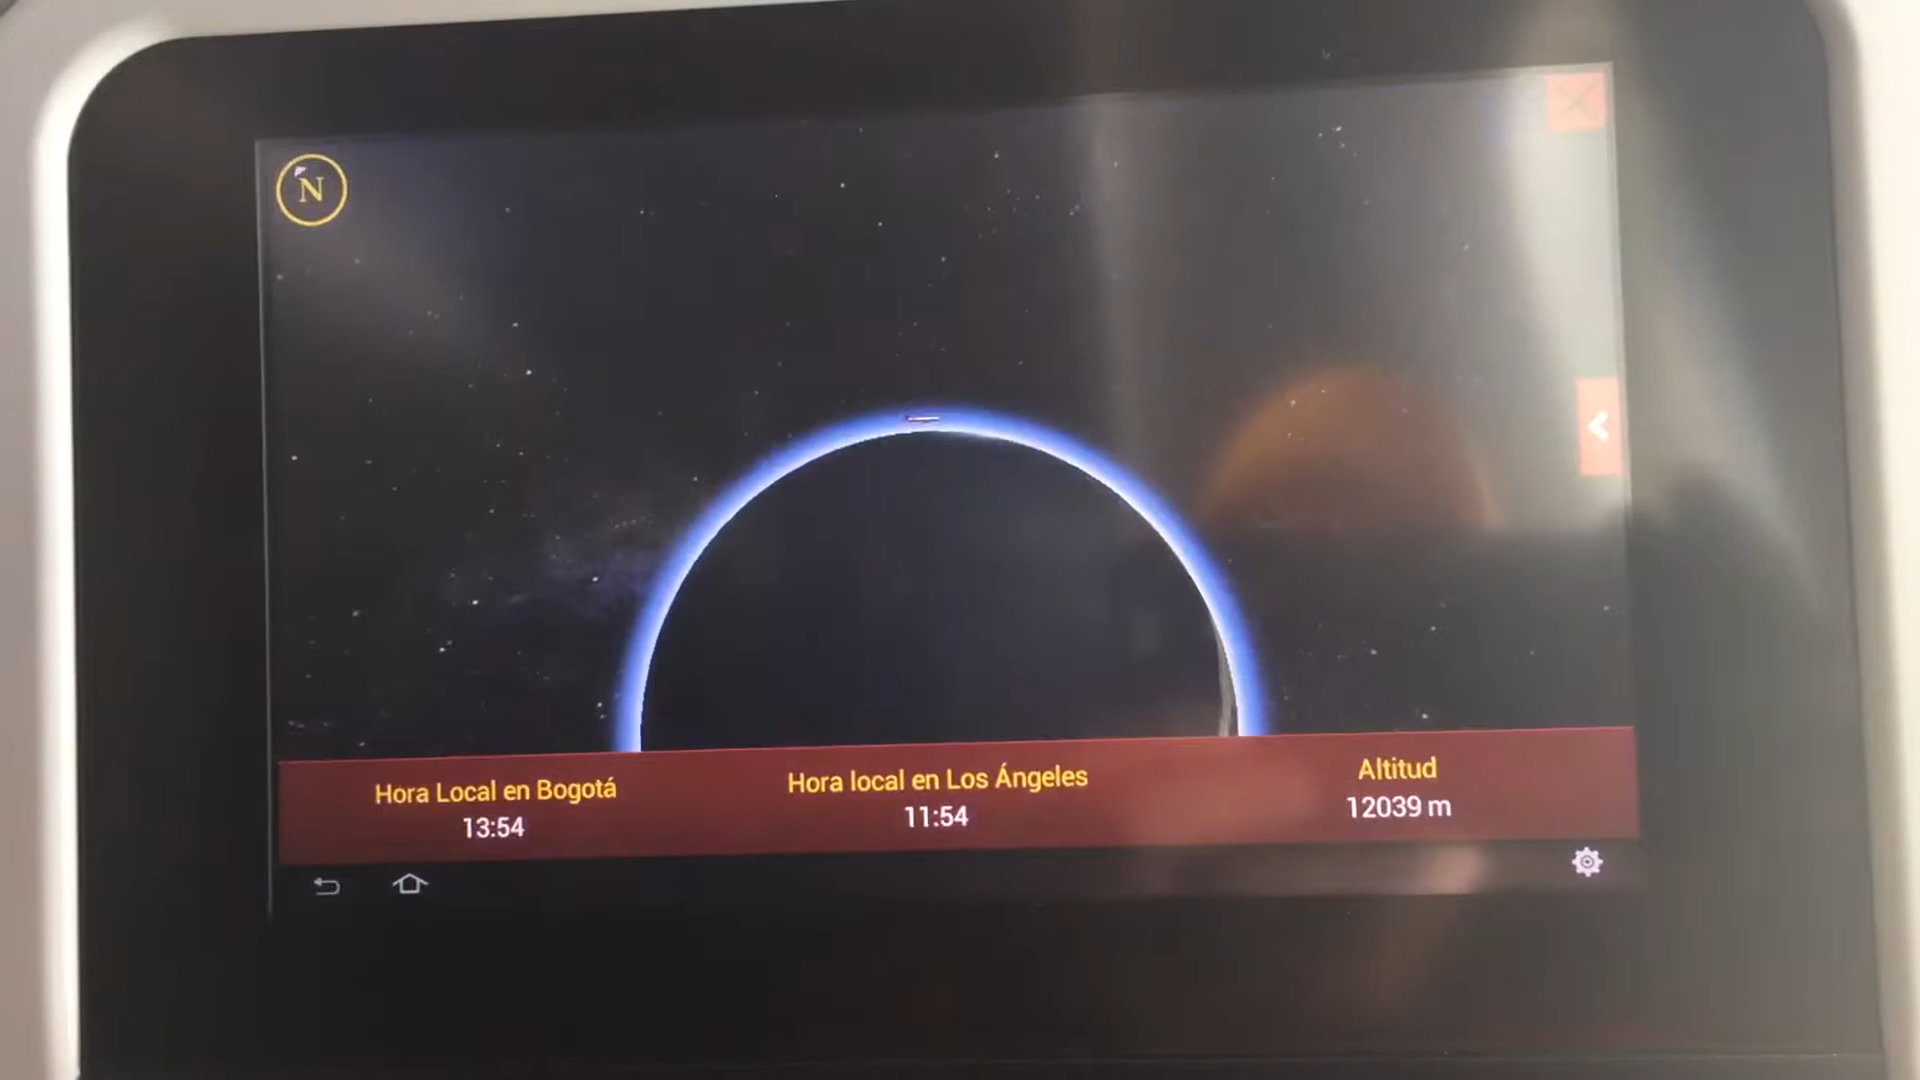 N
Hora Local en Bogotá
13:54
Hora local en Los Ángeles
11:54
Altitud
12039 m